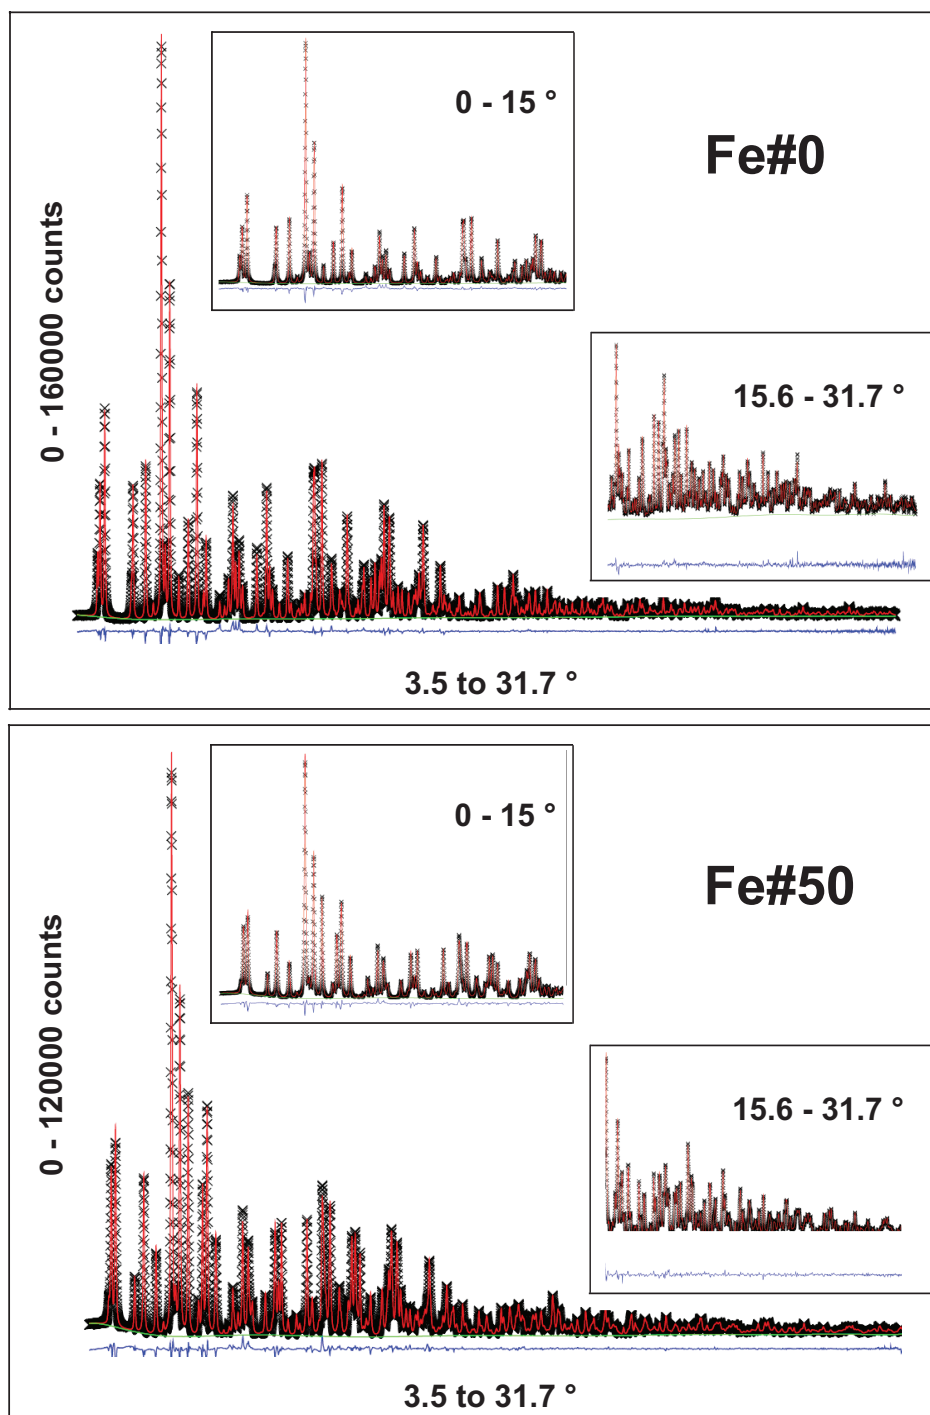 0 - 15 °
Fe#0
0 - 160000 counts
15.6 - 31.7 °
3.5 to 31.7 °
0 - 15 °
Fe#50
0 - 120000 counts
15.6 - 31.7 °
3.5 to 31.7 °